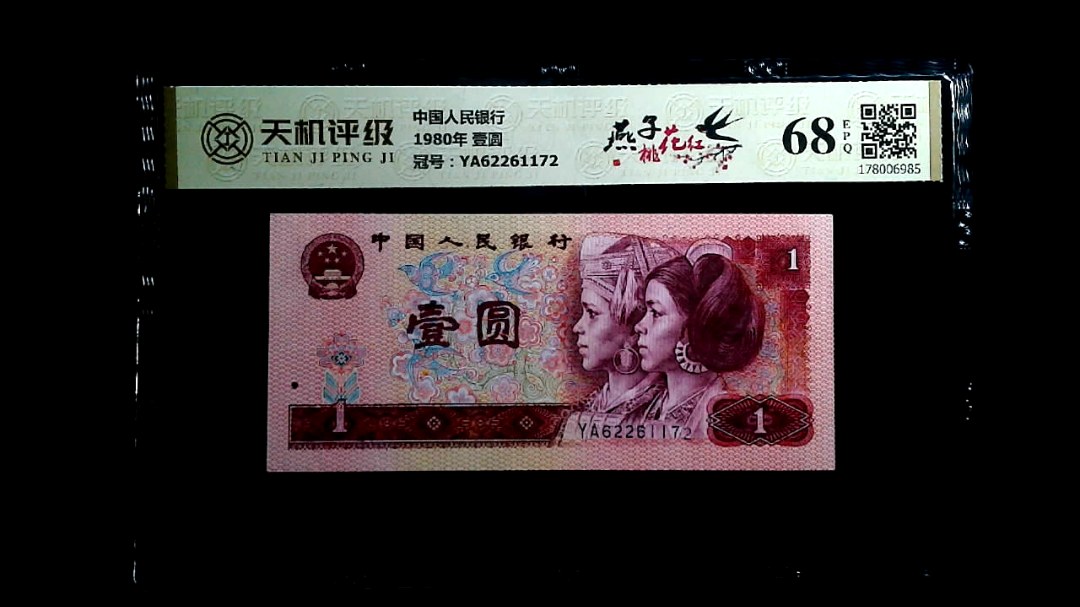 天机评级
TIAN JI PING JI
中国人民银行
1980年 壹圆
冠号：YA62261172
燕子
桃花红
68
EPQ
178006985
中国人民银行
1
壹圆
1
1
YA62261172